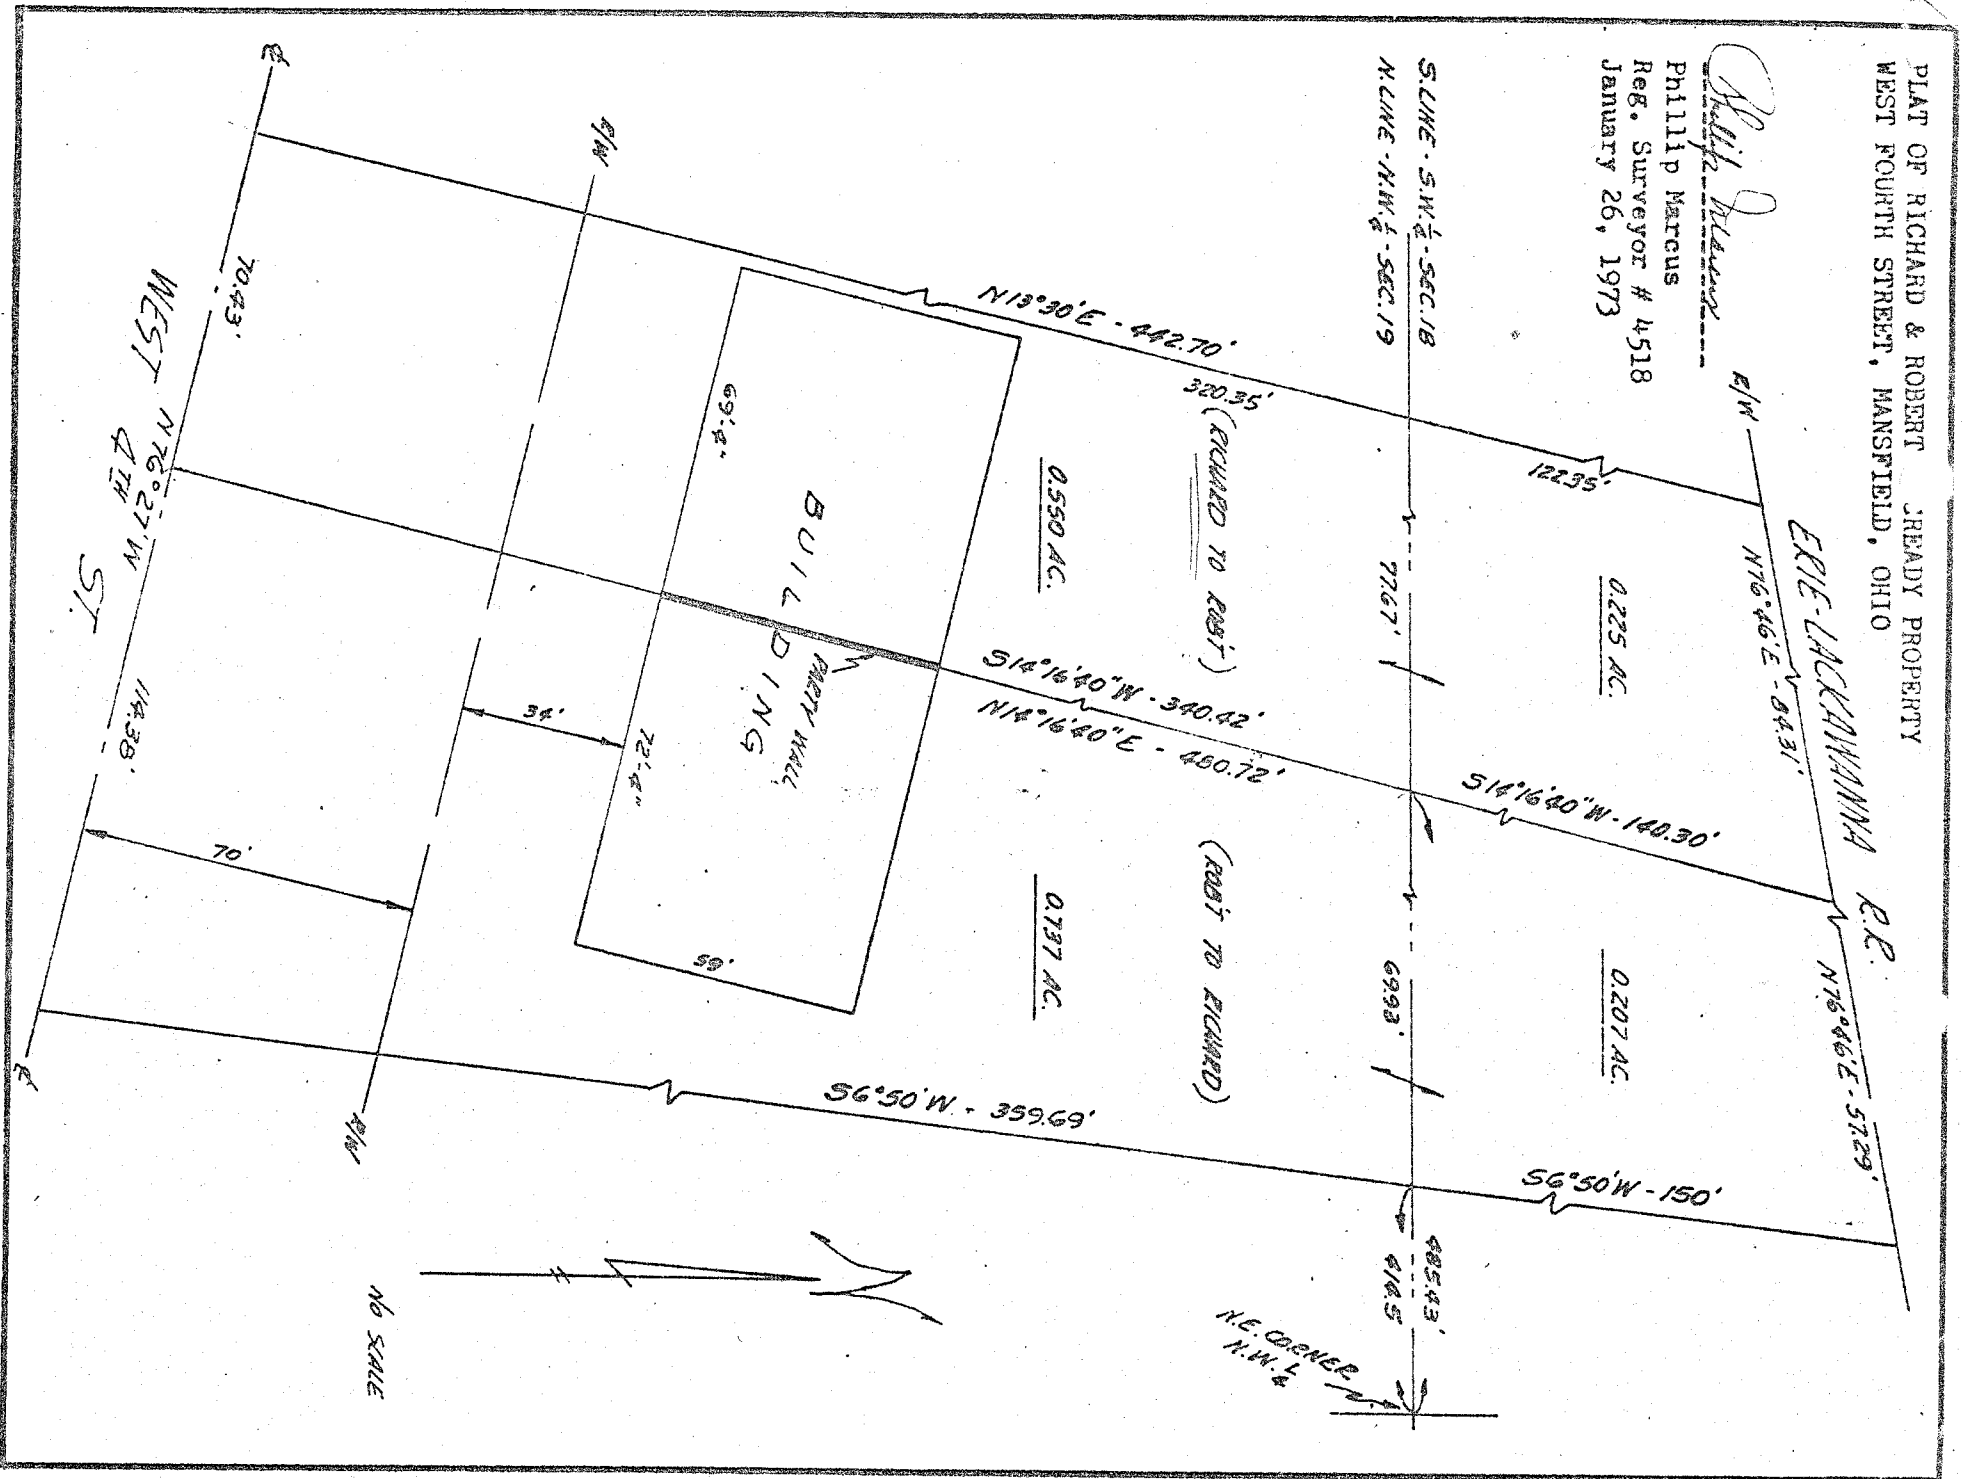 PLAT OF RICHARD & ROBERT READY PROPERTY
WEST FOURTH STREET, MANSFIELD, OHIO
Phillip Marcus
Phillip Marcus
Reg. Surveyor # 4518
January 26, 1973
S. LINE - S.W. 1/4 - SEC. 18
N. LINE - N.W. 1/4 - SEC. 19
R/W
ERIE-LACKAWANNA R.R.
N76°46'E - 84.31'
N76°46'E - 57.29'
122.35'
0.225 AC.
S14°16'40"W - 140.30'
0.207 AC.
S6°50'W - 150'
77.67'
69.93'
485.43'
414.5
N.E. CORNER
N.W. 1/4
N13°30'E - 442.70'
320.35'
(RICHARD TO ROB'T)
(ROB'T TO RICHARD)
0.550 AC.
0.737 AC.
S14°16'40"W - 340.42'
N14°16'40"E - 480.72'
S6°50'W - 359.69'
BUILDING
PARTY WALL
69'-4"
72'-4"
59'
34'
R/W
R/W
70'
70.43'
N76°27'W
114.38'
WEST 4TH ST.
℄
℄
NO SCALE